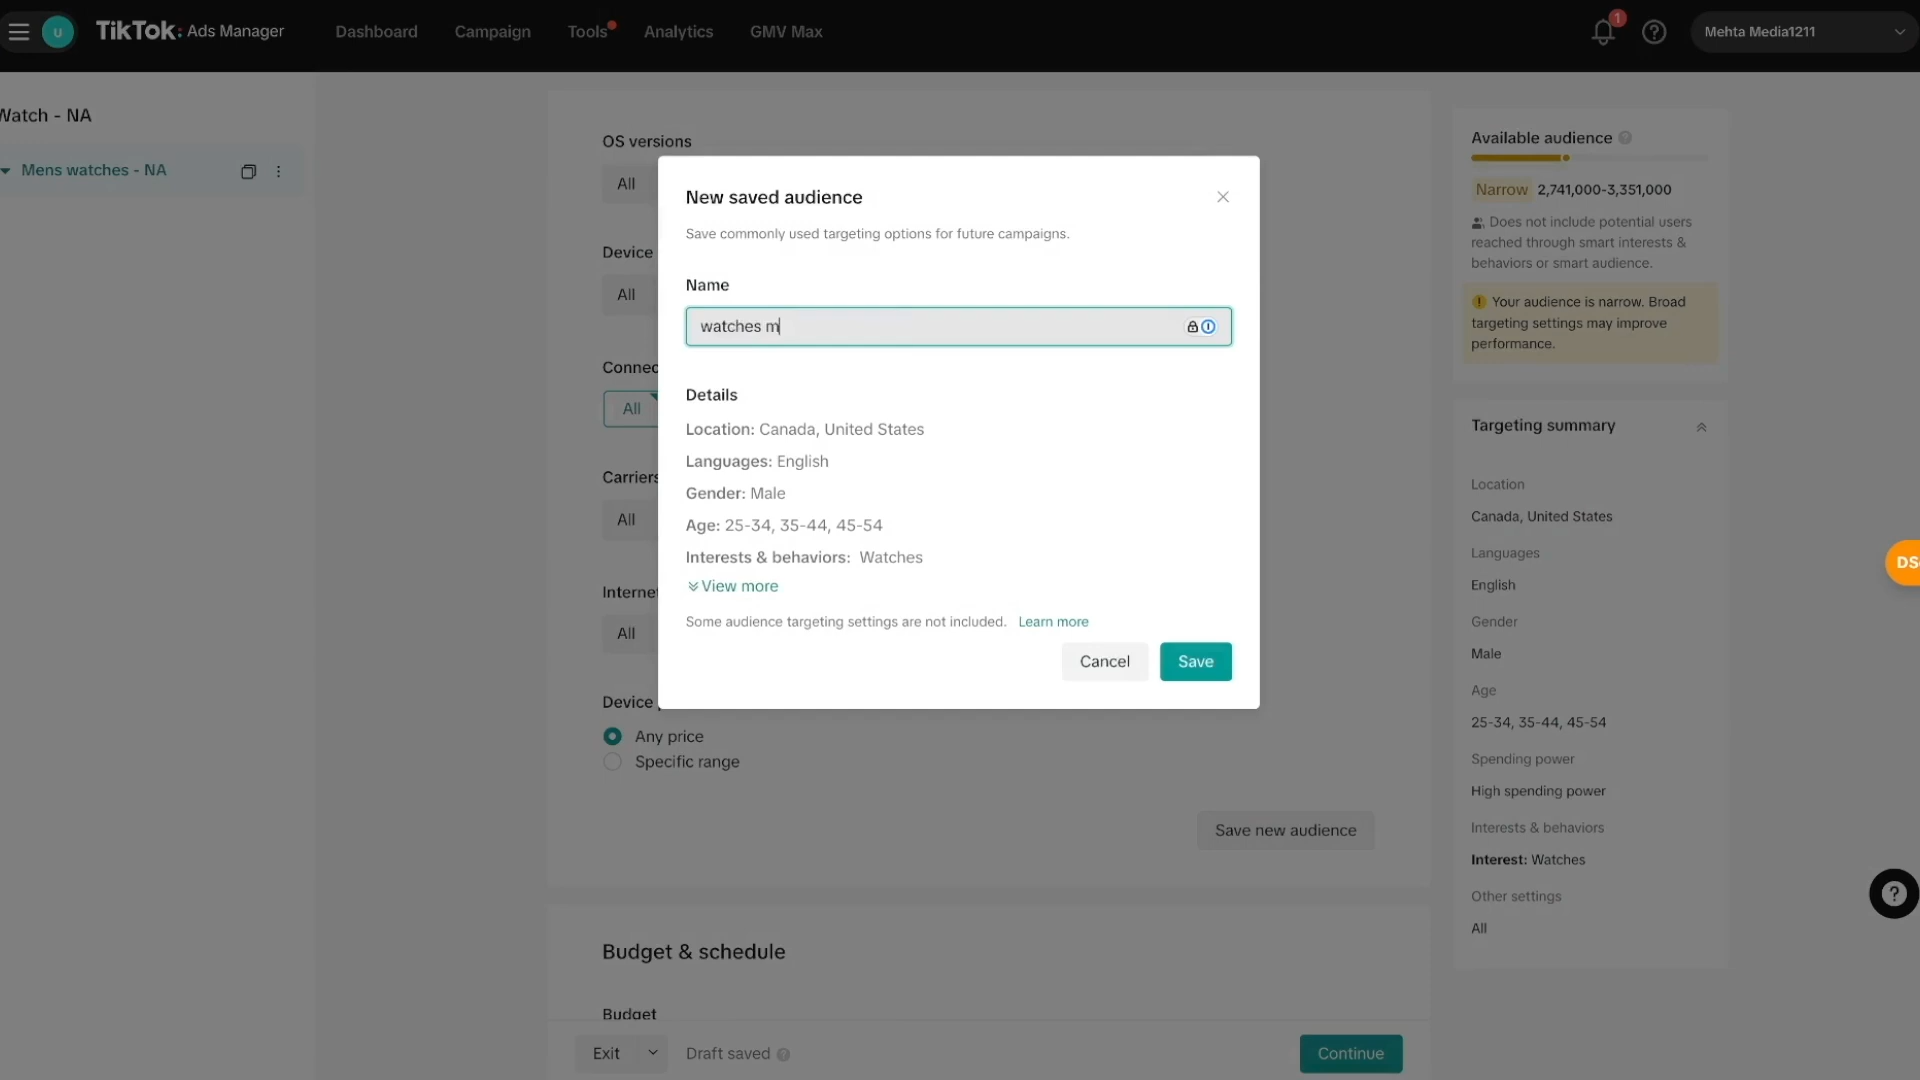 U
TikTok: Ads Manager
Dashboard
Campaign
Tools
Analytics
GMV Max
1
Mehta Media1211
Watch - NA
Mens watches - NA
OS versions
All
Device
All
Connec
All
Carriers
All
Internet
All
Device
Any price
Specific range
Save new audience
New saved audience
Save commonly used targeting options for future campaigns.
Name
watches m
Details
Location: Canada, United States
Languages: English
Gender: Male
Age: 25-34, 35-44, 45-54
Interests & behaviors: Watches
View more
Some audience targeting settings are not included. Learn more
Cancel
Save
Available audience
Narrow 2,741,000-3,351,000
Does not include potential users
reached through smart interests &
behaviors or smart audience.
Your audience is narrow. Broad
targeting settings may improve
performance.
Targeting summary
Location
Canada, United States
Languages
English
Gender
Male
Age
25-34, 35-44, 45-54
Spending power
High spending power
Interests & behaviors
Interest: Watches
Other settings
All
DS
Budget & schedule
Budget
Exit
Draft saved
Continue